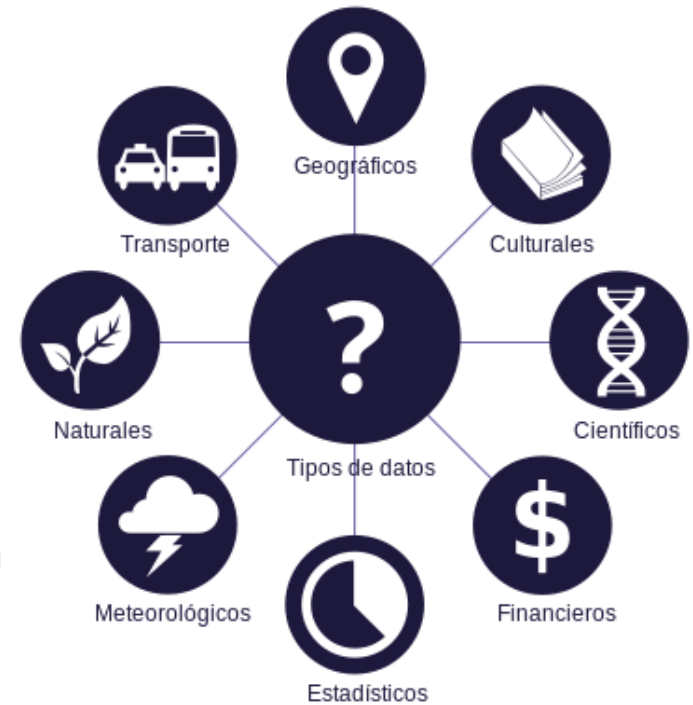 Geográficos
Transporte
Culturales
?
Naturales
Científicos
Tipos de datos
$
Meteorológicos
Financieros
Estadísticos